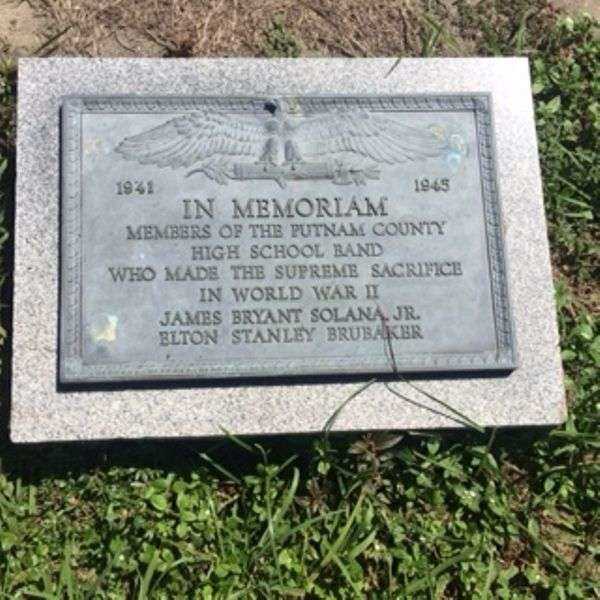 1941 1945
IN MEMORIAM
MEMBERS OF THE PUTNAM COUNTY
HIGH SCHOOL BAND
WHO MADE THE SUPREME SACRIFICE
IN WORLD WAR II
JAMES BRYANT SOLANA, JR.
ELTON STANLEY BRUBAKER